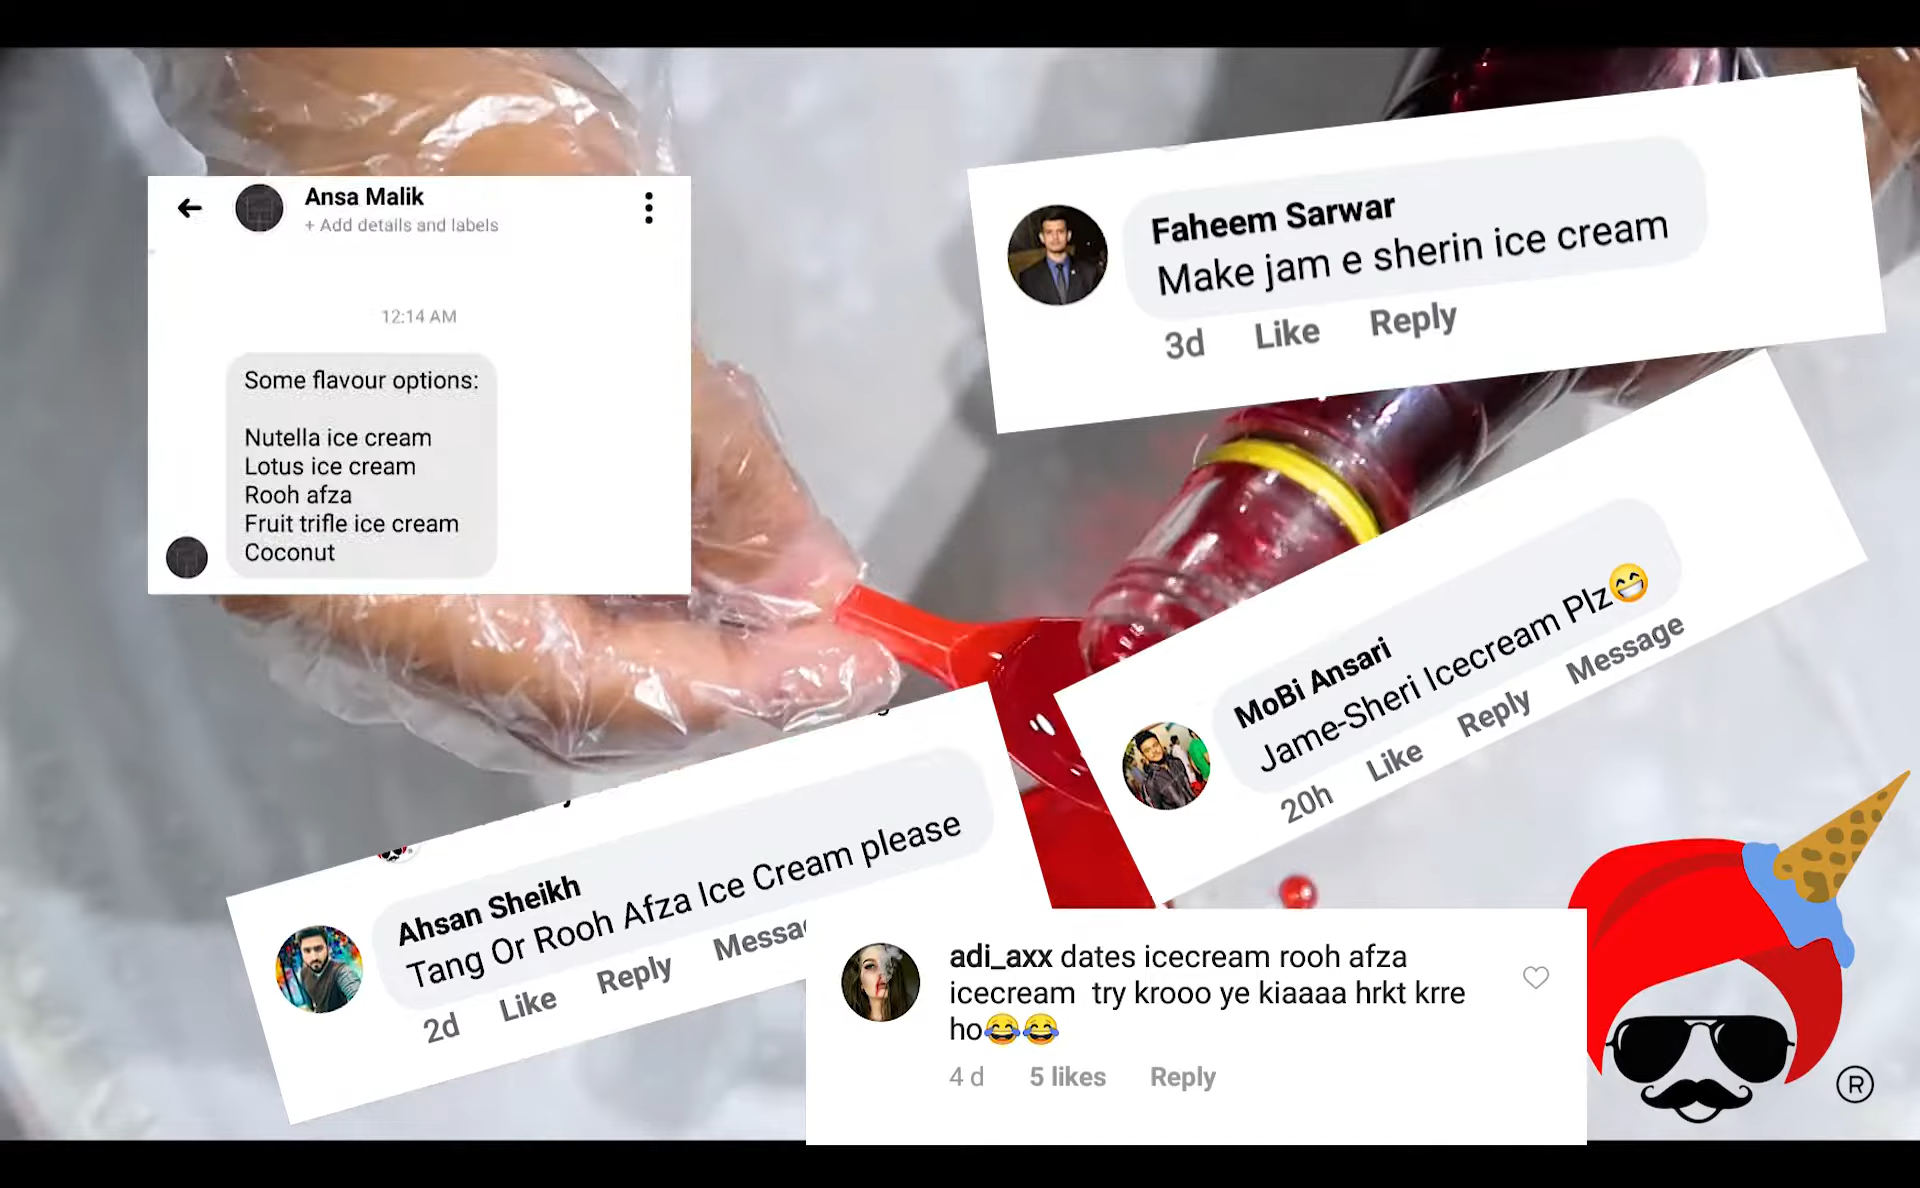 Ansa Malik
+ Add details and labels
12:14 AM
Some flavour options:
Nutella ice cream
Lotus ice cream
Rooh afza
Fruit trifle ice cream
Coconut
Faheem Sarwar
Make jam e sherin ice cream
3d Like Reply
MoBi Ansari
Jame-Sheri Icecream Plz😁
20h Like Reply Message
Ahsan Sheikh
Tang Or Rooh Afza Ice Cream please
2d Like Reply Messa
adi_axx dates icecream rooh afza
icecream try krooo ye kiaaaa hrkt krre
ho😂😂
4 d 5 likes Reply
®